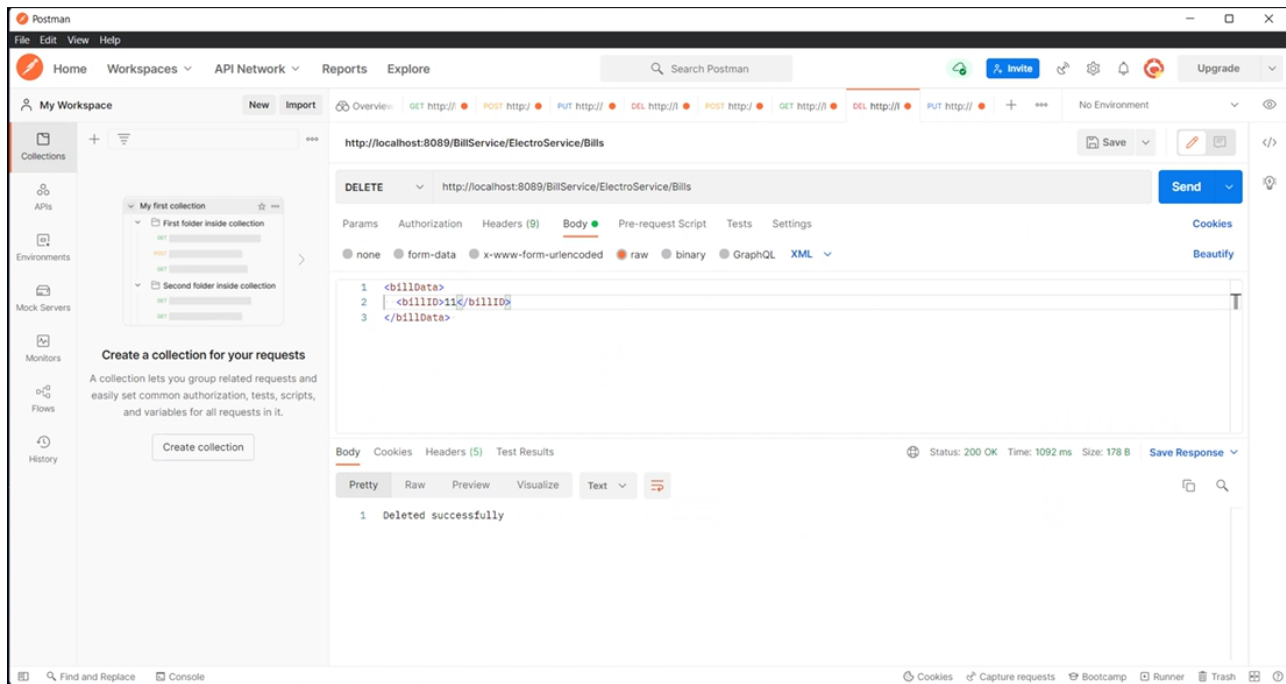 Postman
File Edit View Help
Home Workspaces API Network Reports Explore Search Postman Invite Upgrade
My Workspace New Import Overview GET http://l POST http:/ PUT http:// DEL http://l POST http:/ GET http://l DEL http://l PUT http:// No Environment
Collections
APIs
Environments
Mock Servers
Monitors
Flows
History
My first collection
First folder inside collection
GET
POST
GET
Second folder inside collection
GET
GET
Create a collection for your requests
A collection lets you group related requests and
easily set common authorization, tests, scripts,
and variables for all requests in it.
Create collection
http://localhost:8089/BillService/ElectroService/Bills Save
DELETE http://localhost:8089/BillService/ElectroService/Bills Send
Params Authorization Headers (9) Body Pre-request Script Tests Settings Cookies
none form-data x-www-form-urlencoded raw binary GraphQL XML Beautify
1 <billData>
2 <billID>11</billID>
3 </billData>
Body Cookies Headers (5) Test Results Status: 200 OK Time: 1092 ms Size: 178 B Save Response
Pretty Raw Preview Visualize Text
1 Deleted successfully
Find and Replace Console Cookies Capture requests Bootcamp Runner Trash